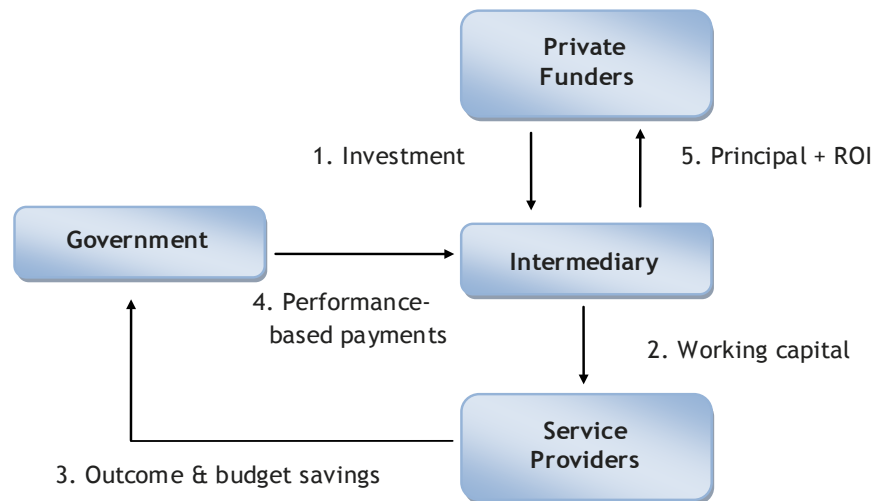 Private
Funders
1. Investment
5. Principal + ROI
Government
Intermediary
4. Performance-
based payments
2. Working capital
Service
Providers
3. Outcome & budget savings